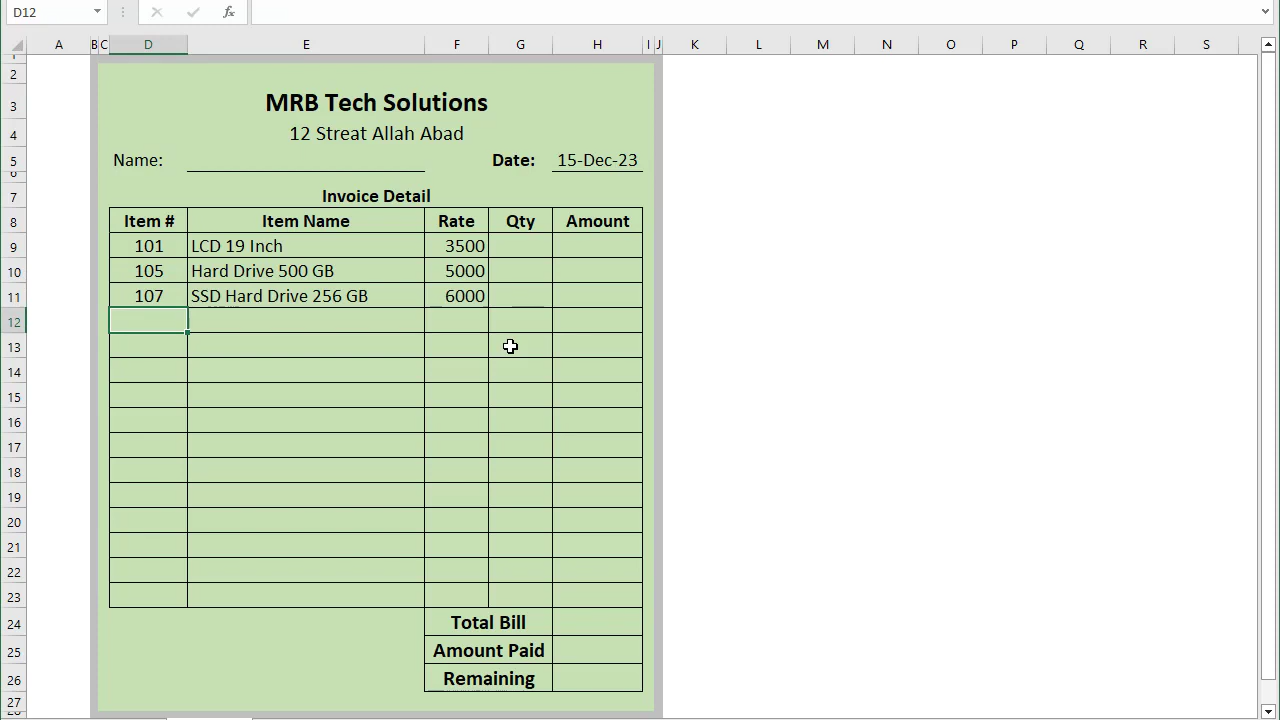 D12
fx
A B C D E F G H I J K L M N O P Q R S
2
MRB Tech Solutions
3
12 Streat Allah Abad
4
Name: Date: 15-Dec-23
5
6
Invoice Detail
7
Item # Item Name Rate Qty Amount
8
101 LCD 19 Inch 3500
9
105 Hard Drive 500 GB 5000
10
107 SSD Hard Drive 256 GB 6000
11
12
13
14
15
16
17
18
19
20
21
22
23
Total Bill
24
Amount Paid
25
Remaining
26
27